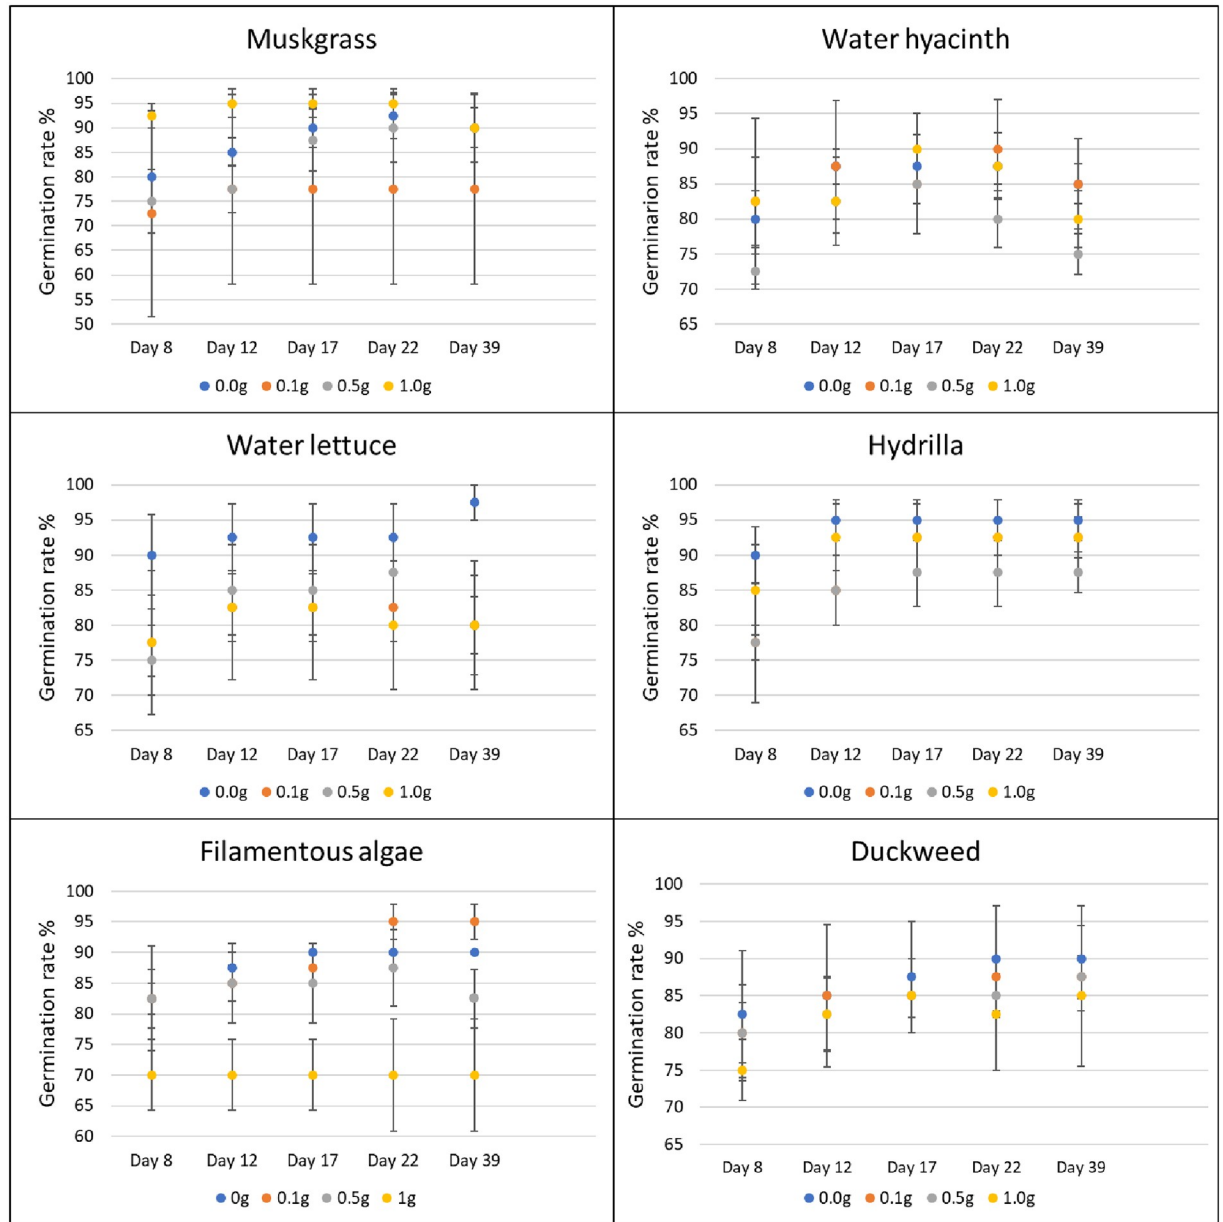 Muskgrass
Germination rate %
100
95
90
85
80
75
70
65
60
55
50
Day 8 Day 12 Day 17 Day 22 Day 39
0.0g 0.1g 0.5g 1.0g
Water hyacinth
Germinarion rate %
100
95
90
85
80
75
70
65
Day 8 Day 12 Day 17 Day 22 Day 39
0.0g 0.1g 0.5g 1.0g
Water lettuce
Germination rate %
100
95
90
85
80
75
70
65
Day 8 Day 12 Day 17 Day 22 Day 39
0.0g 0.1g 0.5g 1.0g
Hydrilla
Germination rate %
100
95
90
85
80
75
70
65
Day 8 Day 12 Day 17 Day 22 Day 39
0.0g 0.1g 0.5g 1.0g
Filamentous algae
Germination rate %
100
95
90
85
80
75
70
65
60
Day 8 Day 12 Day 17 Day 22 Day 39
0g 0.1g 0.5g 1g
Duckweed
Germination rate %
100
95
90
85
80
75
70
65
Day 8 Day 12 Day 17 Day 22 Day 39
0.0g 0.1g 0.5g 1.0g